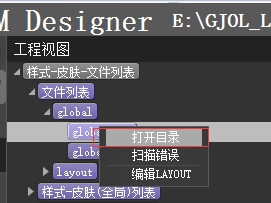 M Designer E:\GJOL_L
工程视图
样式-皮肤-文件列表
文件列表
global
打开目录
扫描错误
编辑LAYOUT
layout
样式-皮肤(全局)列表